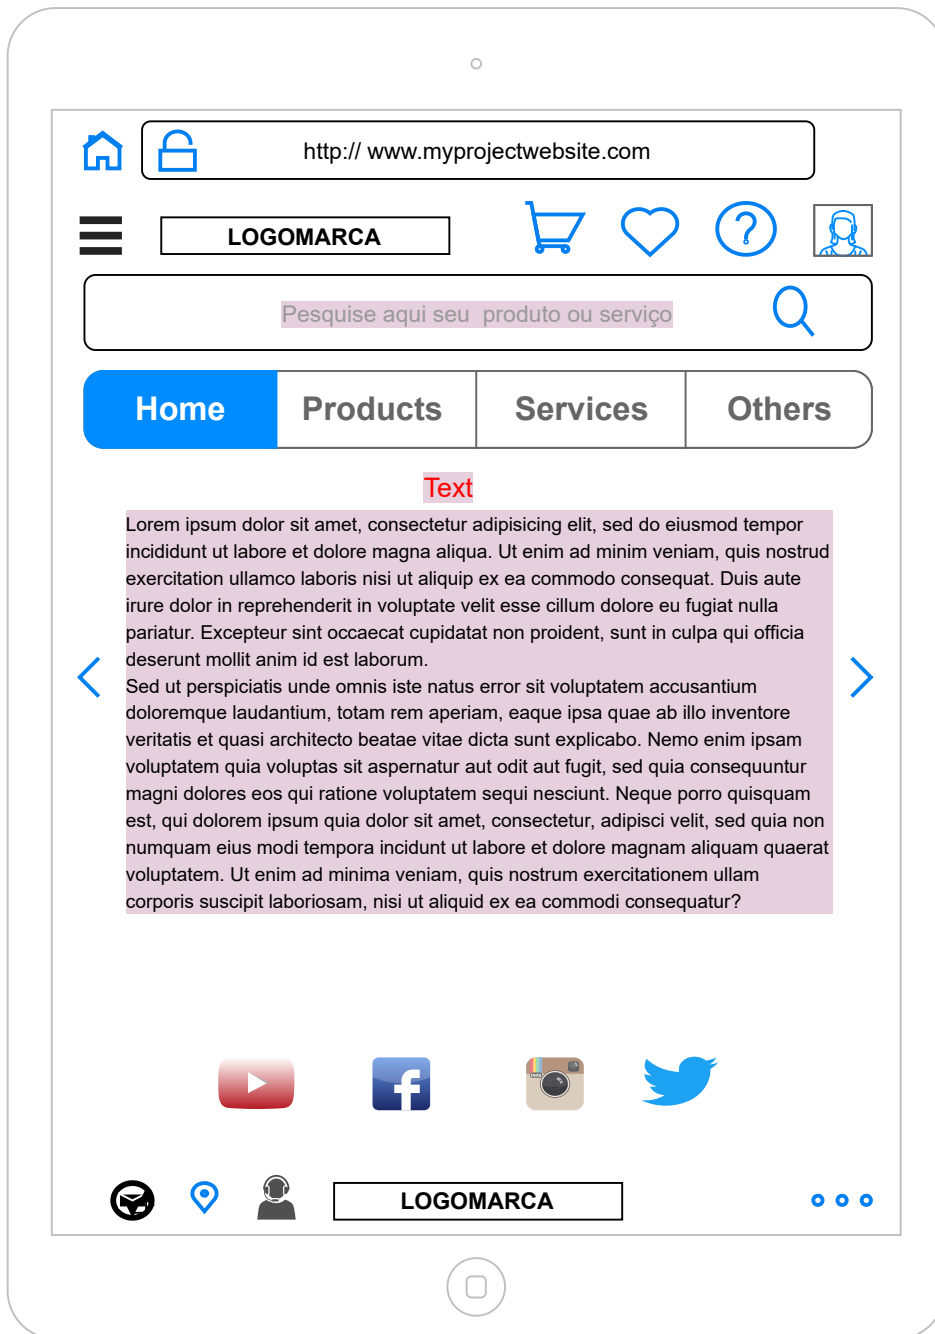 http:// www.myprojectwebsite.com
LOGOMARCA
Pesquise aqui seu  produto ou serviço
Home Products Services Others
Text
Lorem ipsum dolor sit amet, consectetur adipisicing elit, sed do eiusmod tempor
incididunt ut labore et dolore magna aliqua. Ut enim ad minim veniam, quis nostrud
exercitation ullamco laboris nisi ut aliquip ex ea commodo consequat. Duis aute
irure dolor in reprehenderit in voluptate velit esse cillum dolore eu fugiat nulla
pariatur. Excepteur sint occaecat cupidatat non proident, sunt in culpa qui officia
deserunt mollit anim id est laborum.
Sed ut perspiciatis unde omnis iste natus error sit voluptatem accusantium
doloremque laudantium, totam rem aperiam, eaque ipsa quae ab illo inventore
veritatis et quasi architecto beatae vitae dicta sunt explicabo. Nemo enim ipsam
voluptatem quia voluptas sit aspernatur aut odit aut fugit, sed quia consequuntur
magni dolores eos qui ratione voluptatem sequi nesciunt. Neque porro quisquam
est, qui dolorem ipsum quia dolor sit amet, consectetur, adipisci velit, sed quia non
numquam eius modi tempora incidunt ut labore et dolore magnam aliquam quaerat
voluptatem. Ut enim ad minima veniam, quis nostrum exercitationem ullam
corporis suscipit laboriosam, nisi ut aliquid ex ea commodi consequatur?
LOGOMARCA